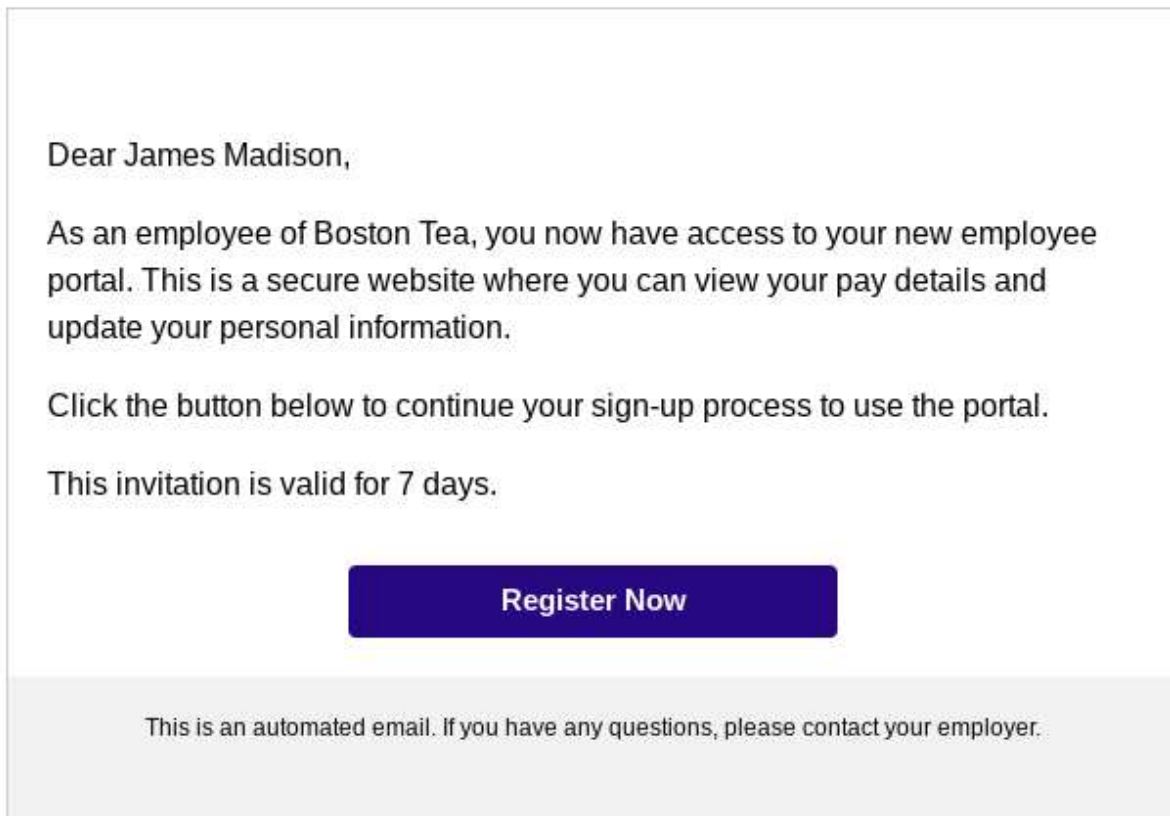 Dear James Madison,
As an employee of Boston Tea, you now have access to your new employee
portal. This is a secure website where you can view your pay details and
update your personal information.
Click the button below to continue your sign-up process to use the portal.
This invitation is valid for 7 days.
Register Now
This is an automated email. If you have any questions, please contact your employer.